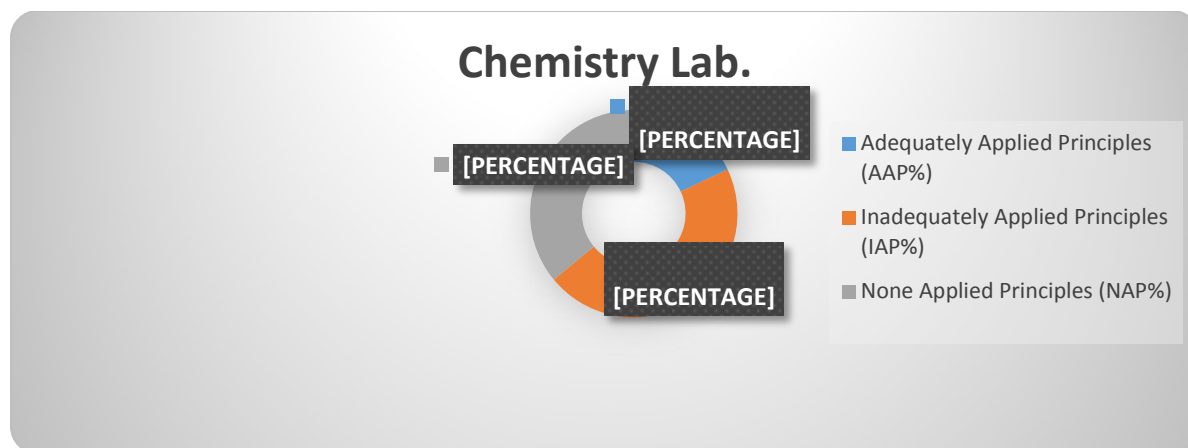 Chemistry Lab.
[PERCENTAGE]
[PERCENTAGE]
[PERCENTAGE]
Adequately Applied Principles
(AAP%)
Inadequately Applied Principles
(IAP%)
None Applied Principles (NAP%)